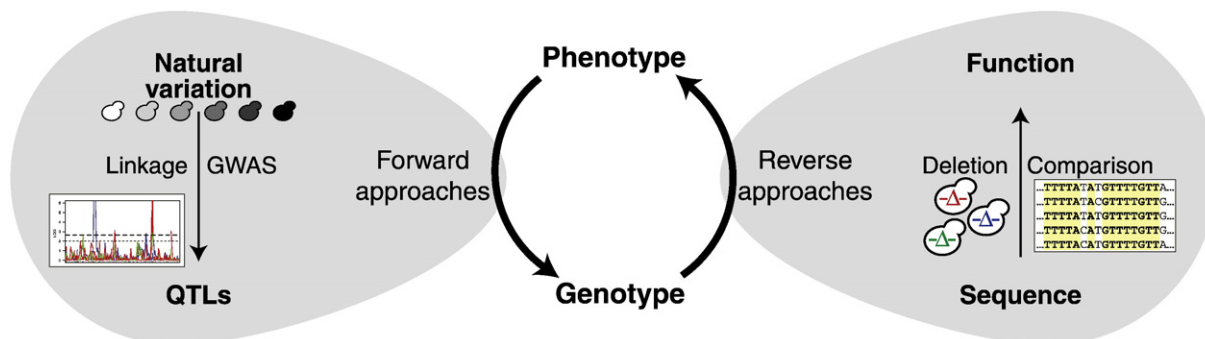 Natural
variation
Linkage
GWAS
QTLs
Forward
approaches
Phenotype
Genotype
Reverse
approaches
Function
Deletion
Comparison
-Δ-
-Δ-
-Δ-
...TTTTATATGTTTTGTTA...
...TTTTATACGTTTTGTTG...
...TTTTATATGTTTTGTTG...
...TTTTACATGTTTTGTTG...
...TTTTACATGTTTTGTTA...
Sequence